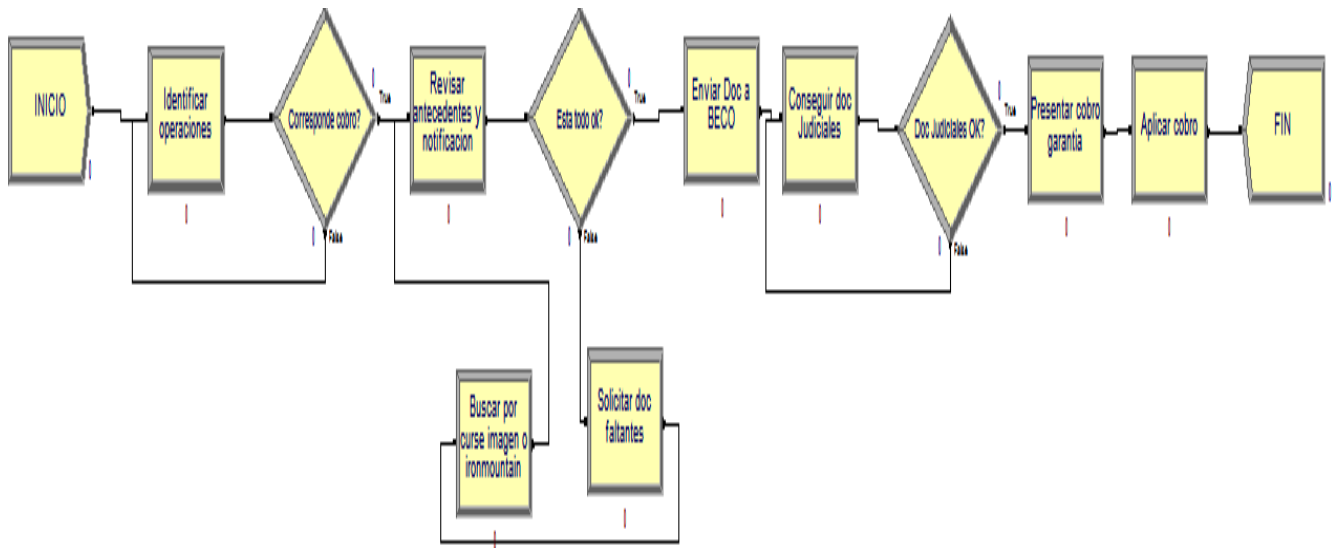 INICIO
Identificar
operaciones
Corresponde cobro?
True
False
Revisar
antecedentes y
notificacion
Esta todo ok?
True
False
Enviar Doc a
BECO
Conseguir doc
Judiciales
Doc Judiciales OK?
True
False
Presentar cobro
garantia
Aplicar cobro
FIN
Buscar por
curse imagen o
ironmountain
Solicitar doc
faltantes